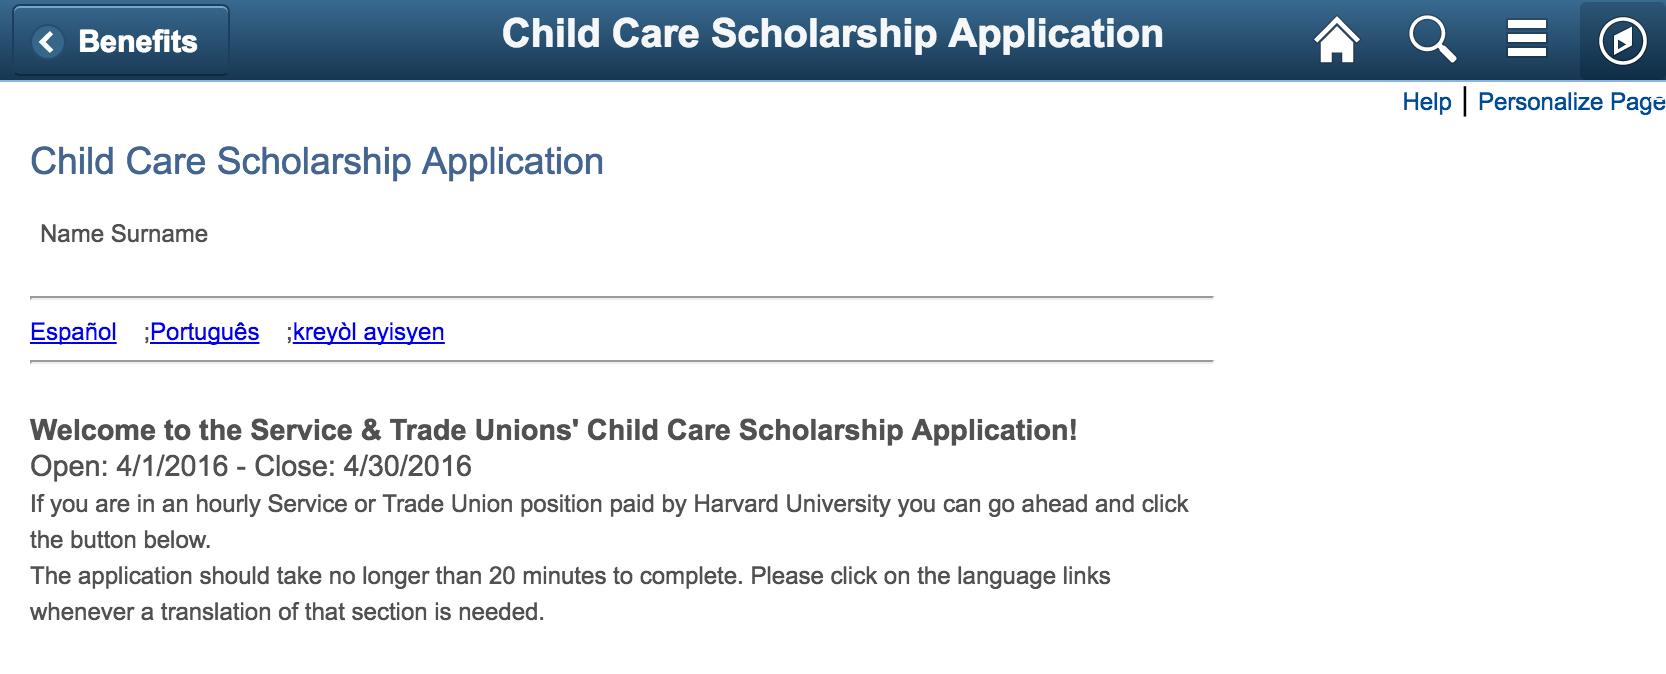 Benefits
Child Care Scholarship Application
Help | Personalize Page
Child Care Scholarship Application
Name Surname
Español ;Português ;kreyòl ayisyen
Welcome to the Service & Trade Unions' Child Care Scholarship Application!
Open: 4/1/2016 - Close: 4/30/2016
If you are in an hourly Service or Trade Union position paid by Harvard University you can go ahead and click
the button below.
The application should take no longer than 20 minutes to complete. Please click on the language links
whenever a translation of that section is needed.